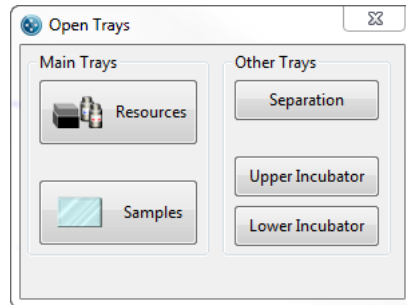 Open Trays
Main Trays
Resources
Samples
Other Trays
Separation
Upper Incubator
Lower Incubator